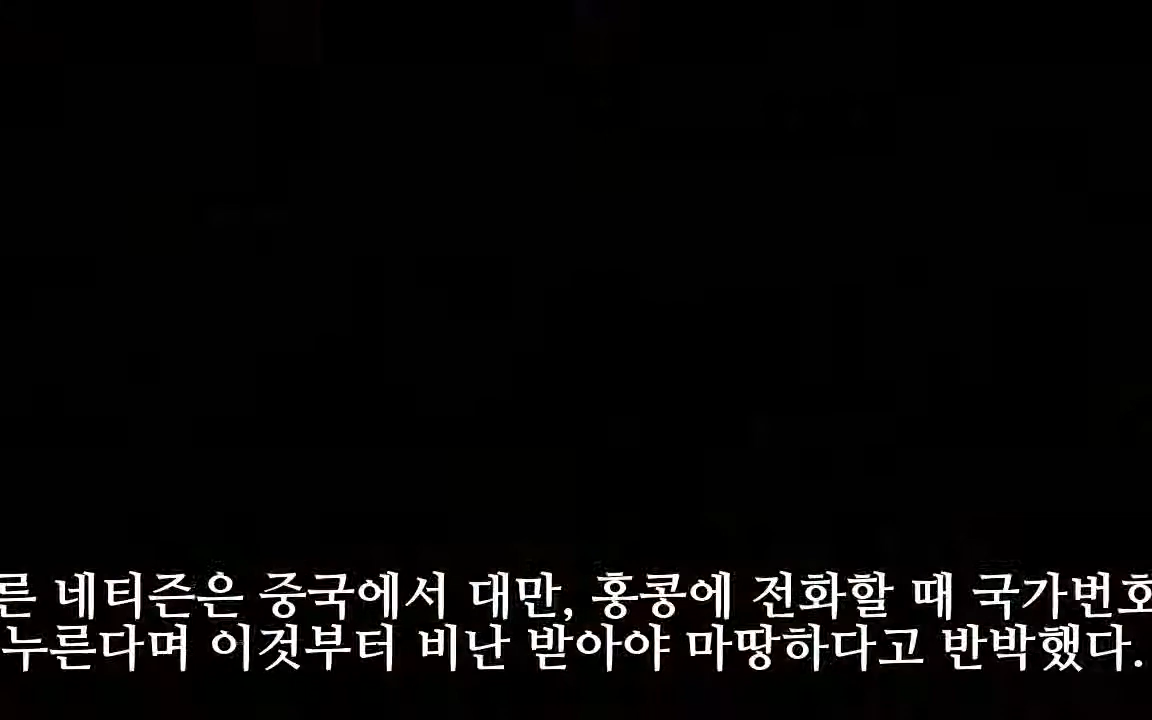 른 네티즌은 중국에서 대만, 홍콩에 전화할 때 국가번호
누른다며 이것부터 비난 받아야 마땅하다고 반박했다.